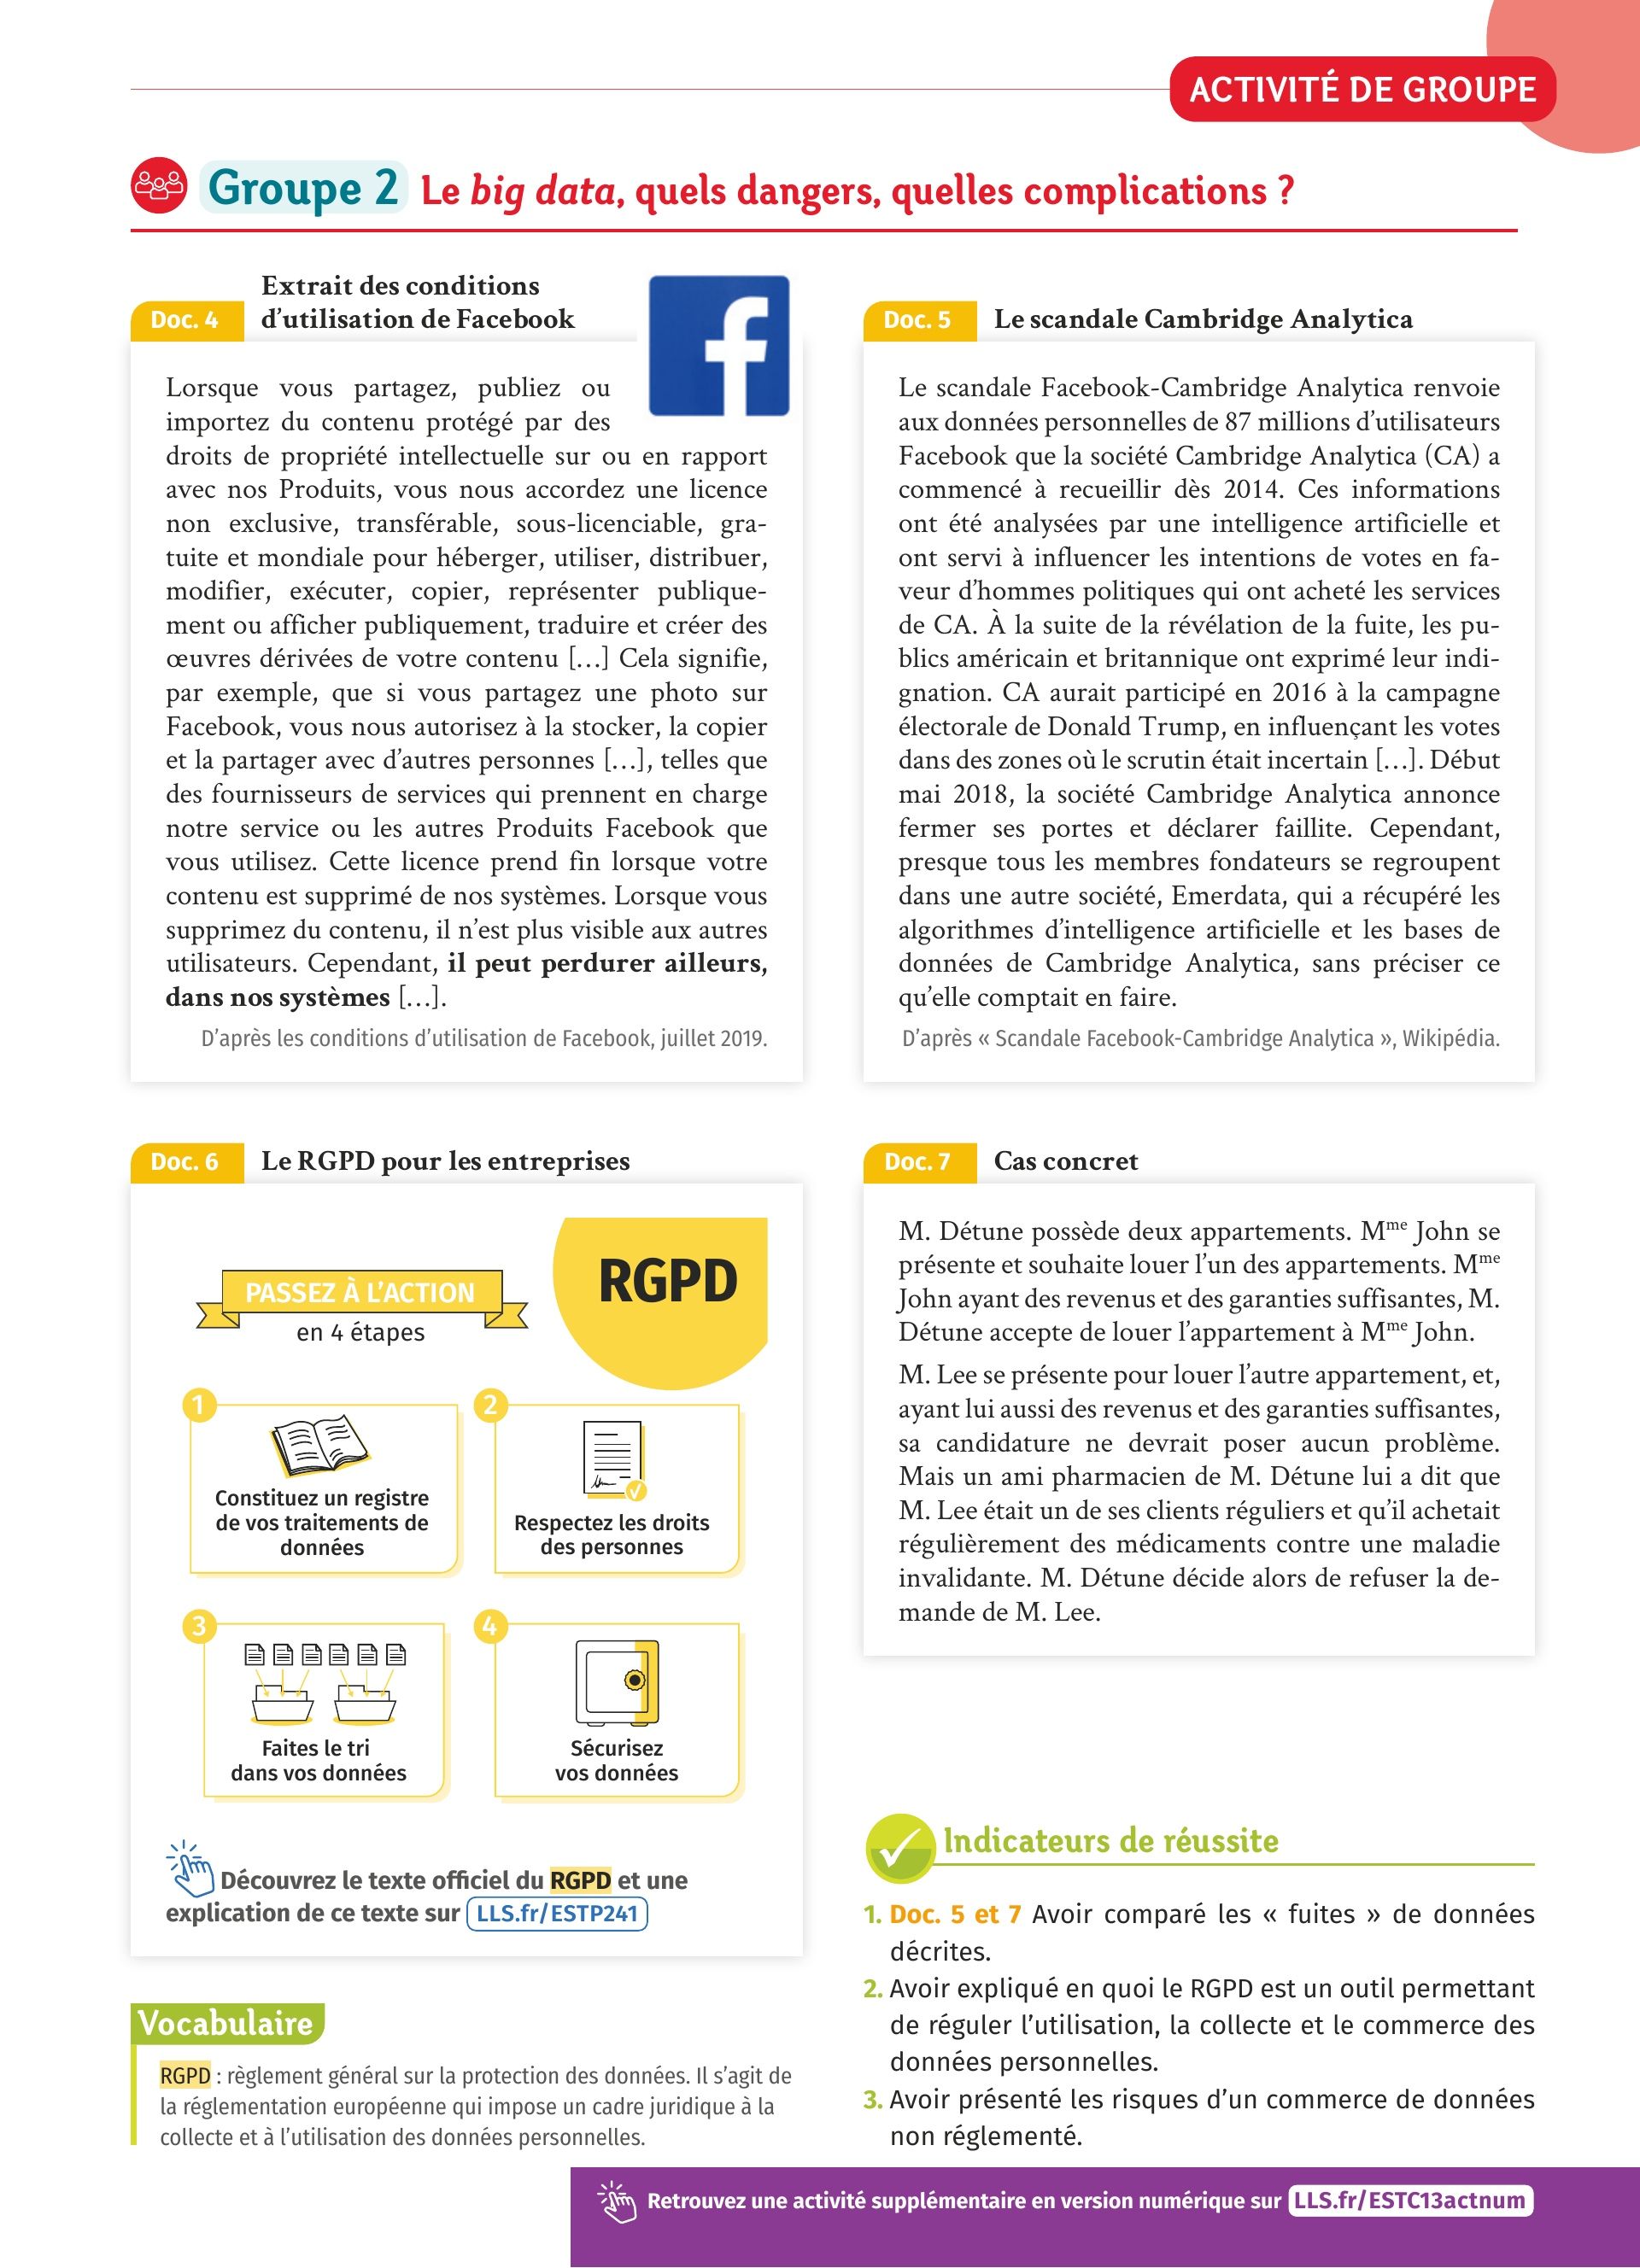 ACTIVITÉ DE GROUPE
Groupe 2 Le big data, quels dangers, quelles complications ?
Doc. 4
Extrait des conditions
d’utilisation de Facebook
f
Lorsque vous partagez, publiez ou
importez du contenu protégé par des
droits de propriété intellectuelle sur ou en rapport
avec nos Produits, vous nous accordez une licence
non exclusive, transférable, sous-licenciable, gra-
tuite et mondiale pour héberger, utiliser, distribuer,
modifier, exécuter, copier, représenter publique-
ment ou afficher publiquement, traduire et créer des
œuvres dérivées de votre contenu [...] Cela signifie,
par exemple, que si vous partagez une photo sur
Facebook, vous nous autorisez à la stocker, la copier
et la partager avec d’autres personnes [...], telles que
des fournisseurs de services qui prennent en charge
notre service ou les autres Produits Facebook que
vous utilisez. Cette licence prend fin lorsque votre
contenu est supprimé de nos systèmes. Lorsque vous
supprimez du contenu, il n’est plus visible aux autres
utilisateurs. Cependant, il peut perdurer ailleurs,
dans nos systèmes [...].
D’après les conditions d’utilisation de Facebook, juillet 2019.
Doc. 5 Le scandale Cambridge Analytica
Le scandale Facebook-Cambridge Analytica renvoie
aux données personnelles de 87 millions d’utilisateurs
Facebook que la société Cambridge Analytica (CA) a
commencé à recueillir dès 2014. Ces informations
ont été analysées par une intelligence artificielle et
ont servi à influencer les intentions de votes en fa-
veur d’hommes politiques qui ont acheté les services
de CA. À la suite de la révélation de la fuite, les pu-
blics américain et britannique ont exprimé leur indi-
gnation. CA aurait participé en 2016 à la campagne
électorale de Donald Trump, en influençant les votes
dans des zones où le scrutin était incertain [...]. Début
mai 2018, la société Cambridge Analytica annonce
fermer ses portes et déclarer faillite. Cependant,
presque tous les membres fondateurs se regroupent
dans une autre société, Emerdata, qui a récupéré les
algorithmes d’intelligence artificielle et les bases de
données de Cambridge Analytica, sans préciser ce
qu’elle comptait en faire.
D’après « Scandale Facebook-Cambridge Analytica », Wikipédia.
Doc. 6 Le RGPD pour les entreprises
RGPD
PASSEZ À L’ACTION
en 4 étapes
1
Constituez un registre
de vos traitements de
données
2
Respectez les droits
des personnes
3
Faites le tri
dans vos données
4
Sécurisez
vos données
Découvrez le texte officiel du RGPD et une
explication de ce texte sur LLS.fr/ESTP241
Vocabulaire
RGPD : règlement général sur la protection des données. Il s’agit de
la réglementation européenne qui impose un cadre juridique à la
collecte et à l’utilisation des données personnelles.
Doc. 7 Cas concret
M. Détune possède deux appartements. Mme John se
présente et souhaite louer l’un des appartements. Mme
John ayant des revenus et des garanties suffisantes, M.
Détune accepte de louer l’appartement à Mme John.
M. Lee se présente pour louer l’autre appartement, et,
ayant lui aussi des revenus et des garanties suffisantes,
sa candidature ne devrait poser aucun problème.
Mais un ami pharmacien de M. Détune lui a dit que
M. Lee était un de ses clients réguliers et qu’il achetait
régulièrement des médicaments contre une maladie
invalidante. M. Détune décide alors de refuser la de-
mande de M. Lee.
Indicateurs de réussite
1. Doc. 5 et 7 Avoir comparé les « fuites » de données
décrites.
2. Avoir expliqué en quoi le RGPD est un outil permettant
de réguler l’utilisation, la collecte et le commerce des
données personnelles.
3. Avoir présenté les risques d’un commerce de données
non réglementé.
Retrouvez une activité supplémentaire en version numérique sur LLS.fr/ESTC13actnum